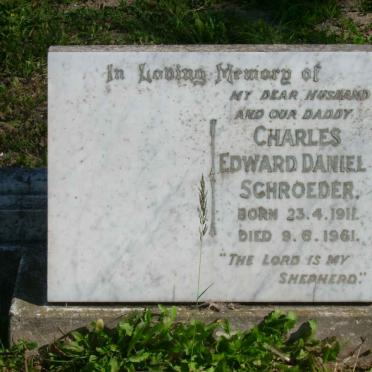 In Loving Memory of
MY DEAR HUSBAND
AND OUR DADDY
CHARLES
EDWARD DANIEL
SCHROEDER.
BORN 23.4.1911.
DIED 9.6.1961.
"THE LORD IS MY
SHEPHERD."